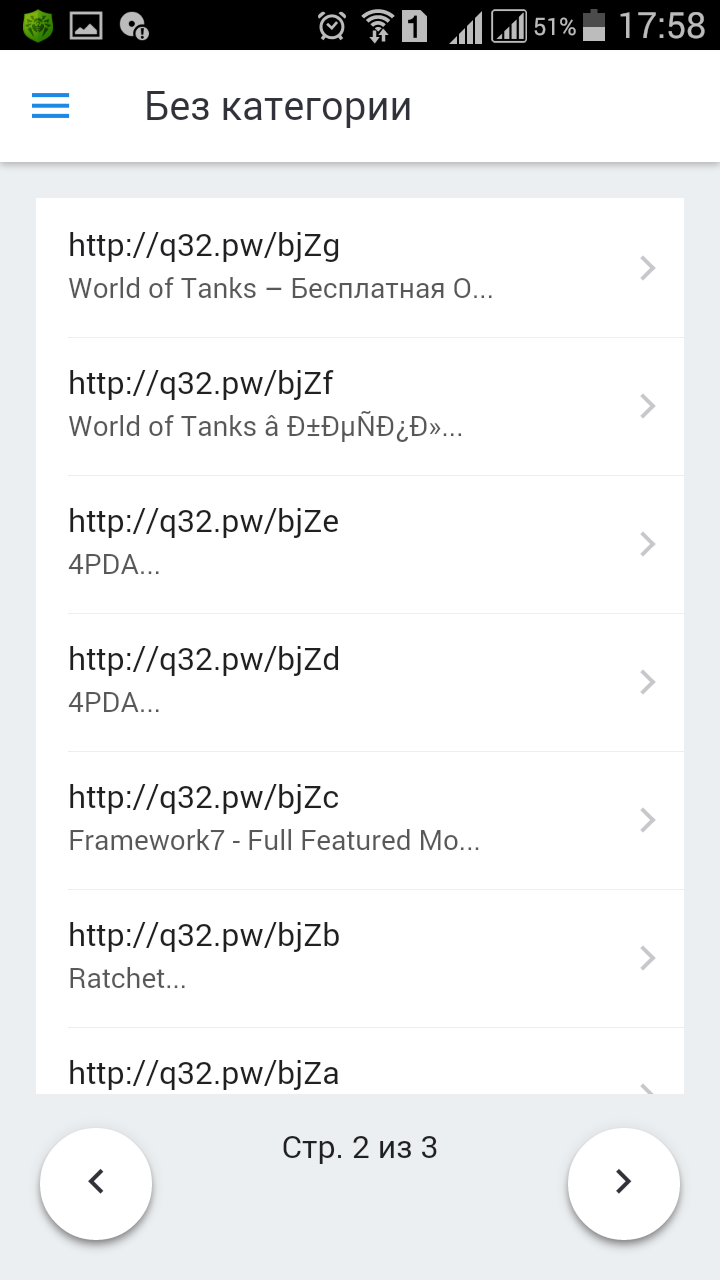 1
51%
17:58
Без категории
http://q32.pw/bjZg
World of Tanks – Бесплатная О...
http://q32.pw/bjZf
World of Tanks â Ð±ÐµÑÐ¿Ð»...
http://q32.pw/bjZe
4PDA...
http://q32.pw/bjZd
4PDA...
http://q32.pw/bjZc
Framework7 - Full Featured Mo...
http://q32.pw/bjZb
Ratchet...
http://q32.pw/bjZa
Стр. 2 из 3